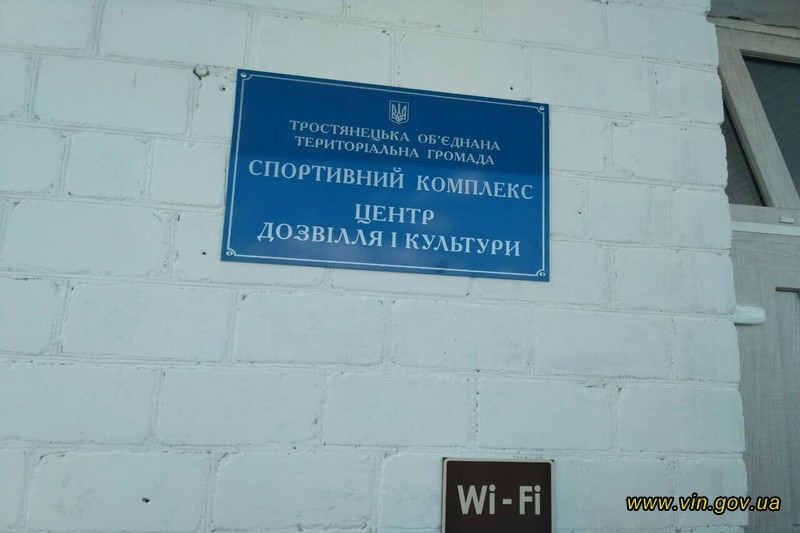 ТРОСТЯНЕЦЬКА ОБ'ЄДНАНА
ТЕРИТОРІАЛЬНА ГРОМАДА
СПОРТИВНИЙ КОМПЛЕКС
ЦЕНТР
ДОЗВІЛЛЯ І КУЛЬТУРИ
Wi-Fi
www.vin.gov.ua